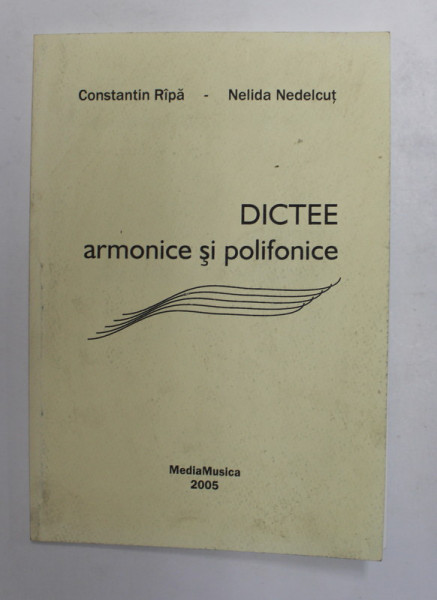 Constantin Rîpă - Nelida Nedelcuţ
DICTEE
armonice şi polifonice
MediaMusica
2005